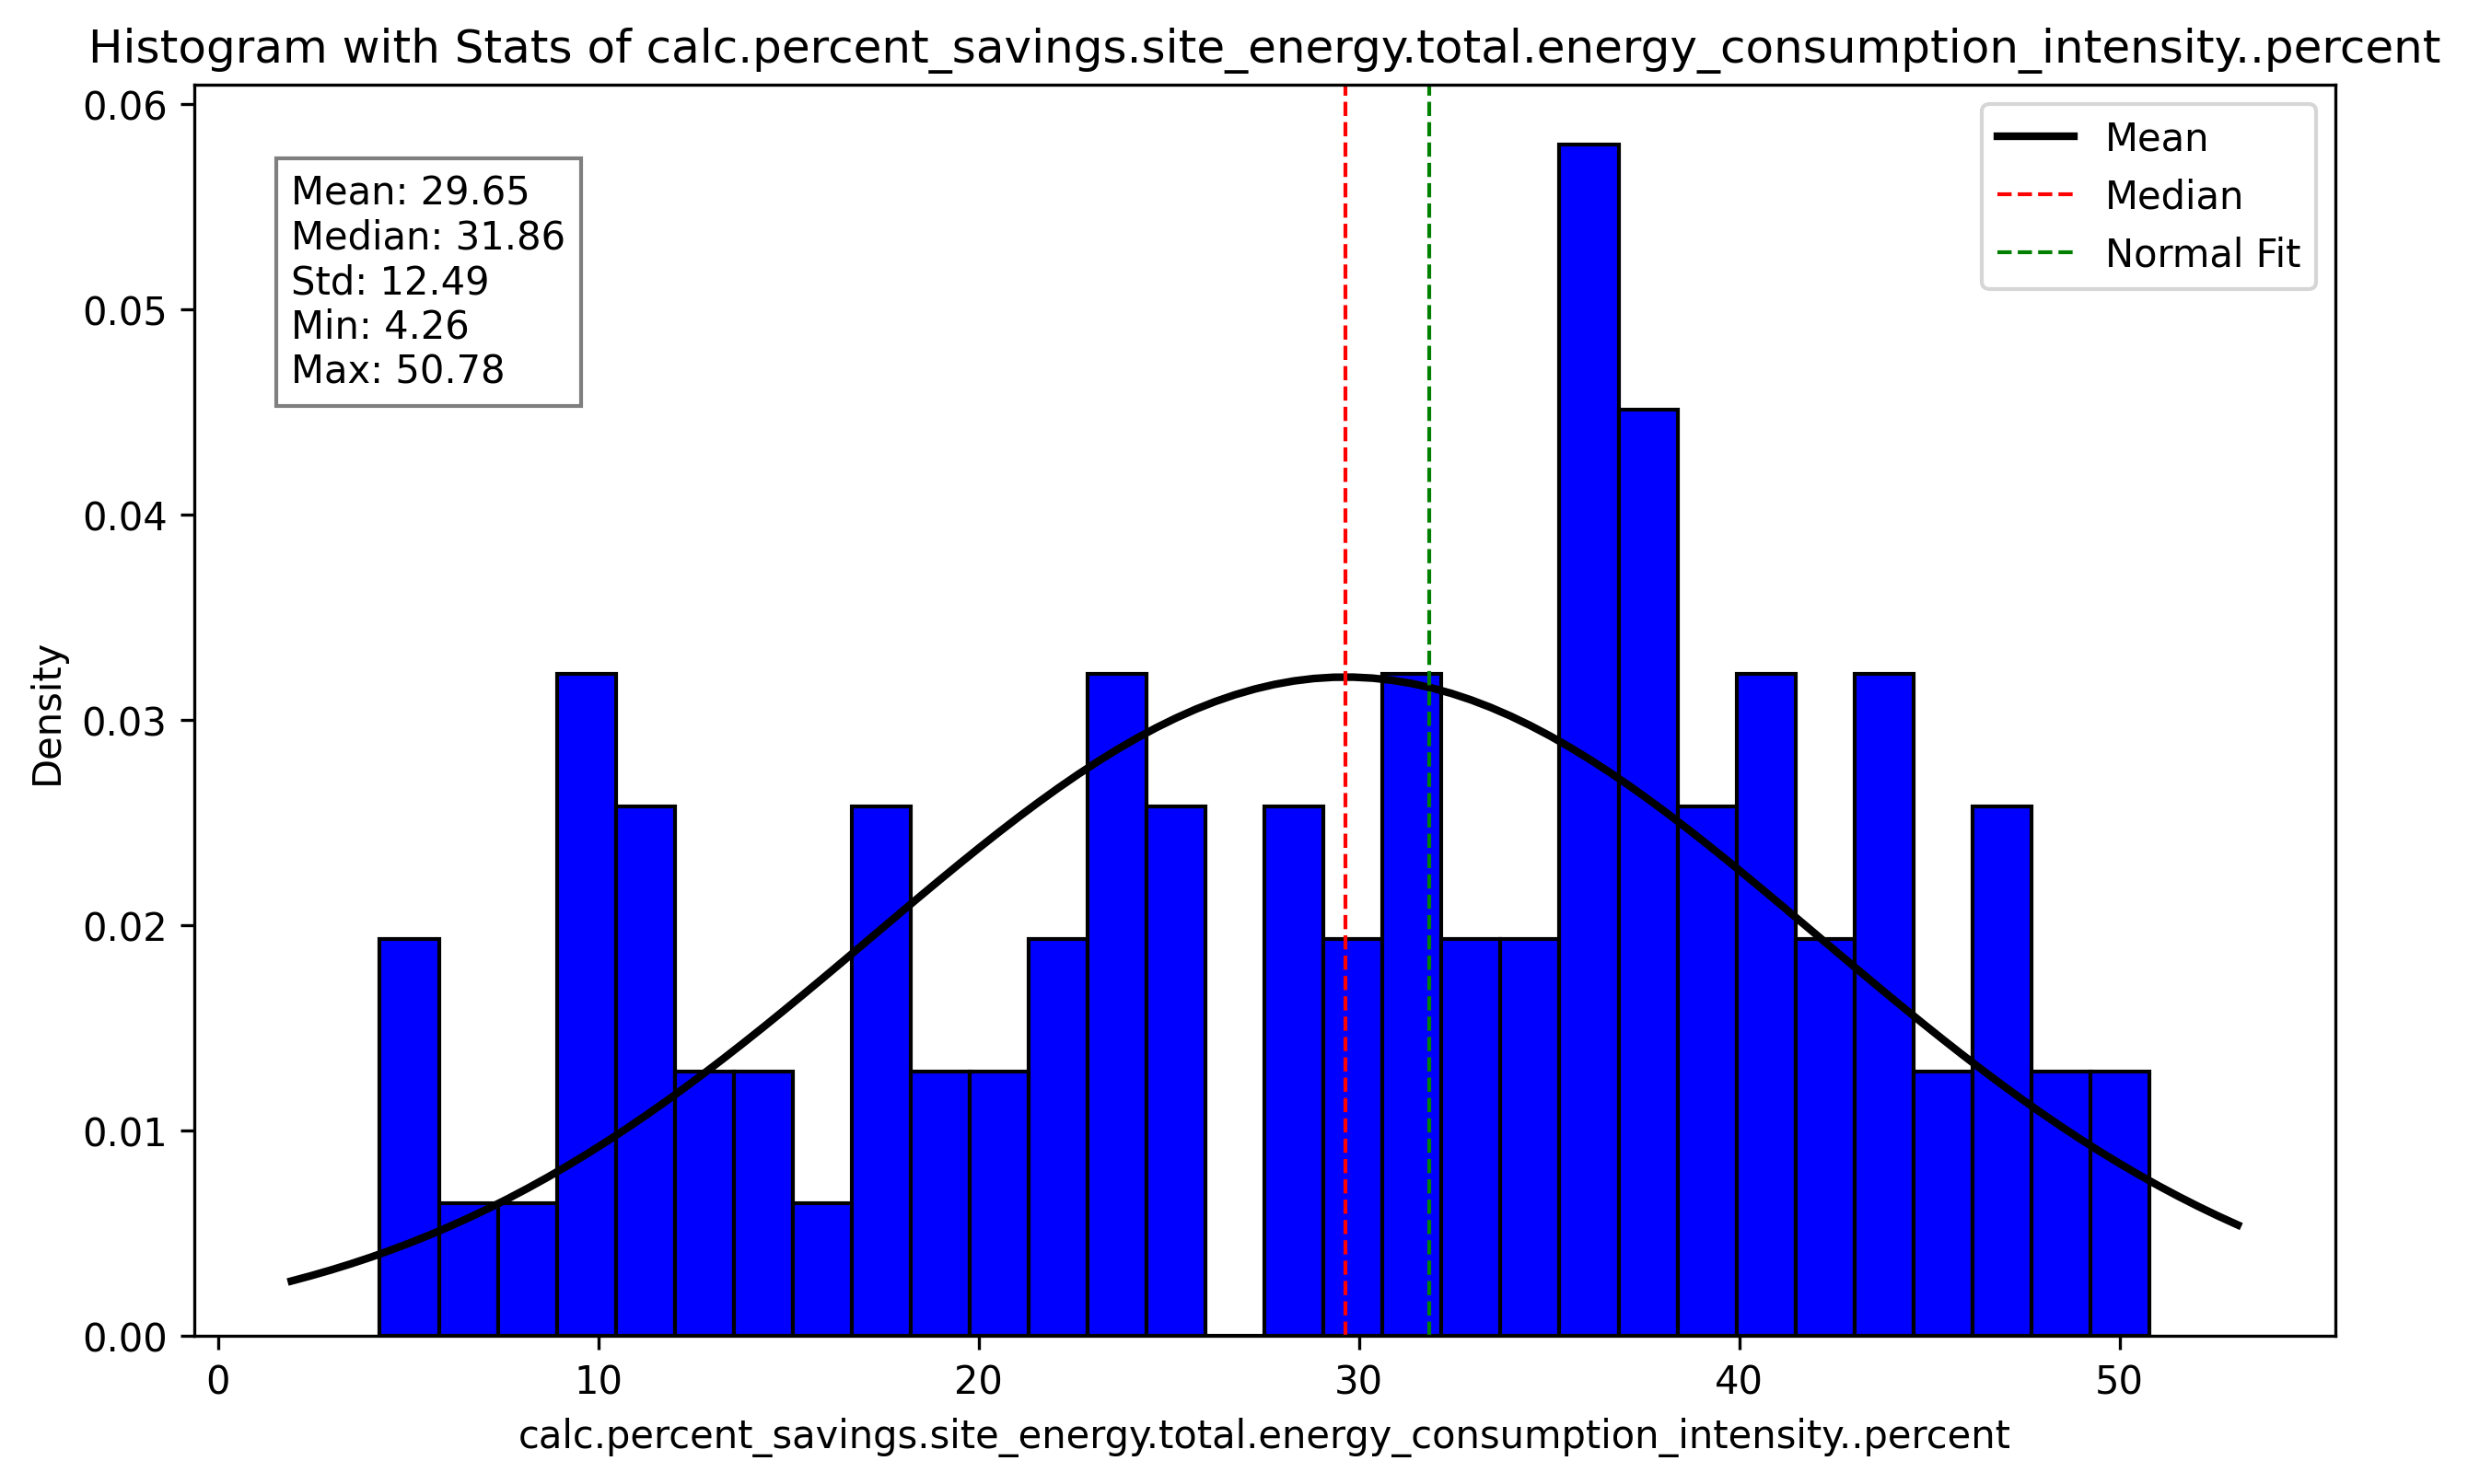 Histogram with Stats of calc.percent_savings.site_energy.total.energy_consumption_intensity..percent
0.06
0.05
0.04
0.03
0.02
0.01
0.00
Density
Mean: 29.65
Median: 31.86
Std: 12.49
Min: 4.26
Max: 50.78
Mean
Median
Normal Fit
0 10 20 30 40 50
calc.percent_savings.site_energy.total.energy_consumption_intensity..percent